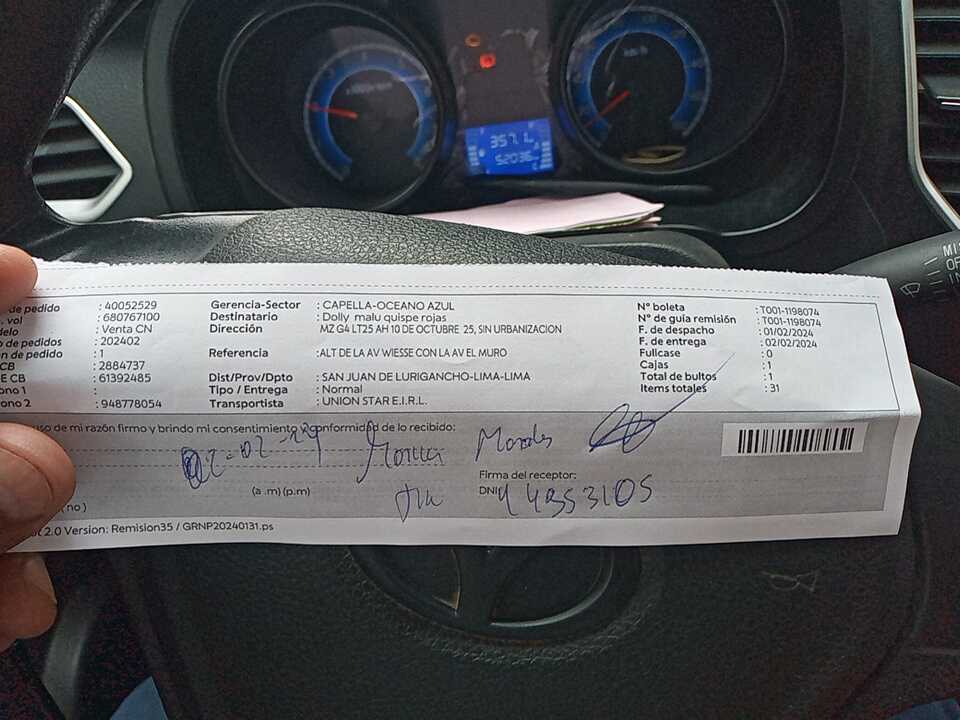 357.1
52036
MI
OF
IN
de pedido : 40052529
. vol : 680767100
delo : Venta CN
o de pedidos : 202402
n de pedidos : 1
CB : 2884737
E CB : 61392485
ono 1 :
ono 2 : 948778054
Gerencia-Sector : CAPELLA-OCEANO AZUL
Destinatario : Dolly malu quispe rojas
Dirección MZ G4 LT25 AH 10 DE OCTUBRE 25, SIN URBANIZACION
Referencia : ALT DE LA AV WIESSE CON LA AV EL MURO
Dist/Prov/Dpto : SAN JUAN DE LURIGANCHO-LIMA-LIMA
Tipo / Entrega : Normal
Transportista : UNION STAR E.I.R.L.
N° boleta : T001-1198074
N° de guía remisión : T001-1198074
F. de despacho : 01/02/2024
F. de entrega : 02/02/2024
Fullcase : 0
Cajas : 1
Total de bultos : 1
Items totales : 31
uso de mi razón firmo y brindo mi consentimiento y conformidad de lo recibido:
02-02-24 Morales
(a .m) (p.m)
Firma del receptor:
DNI
( no )
2.0 Version: Remision35 / GRNP20240131.ps